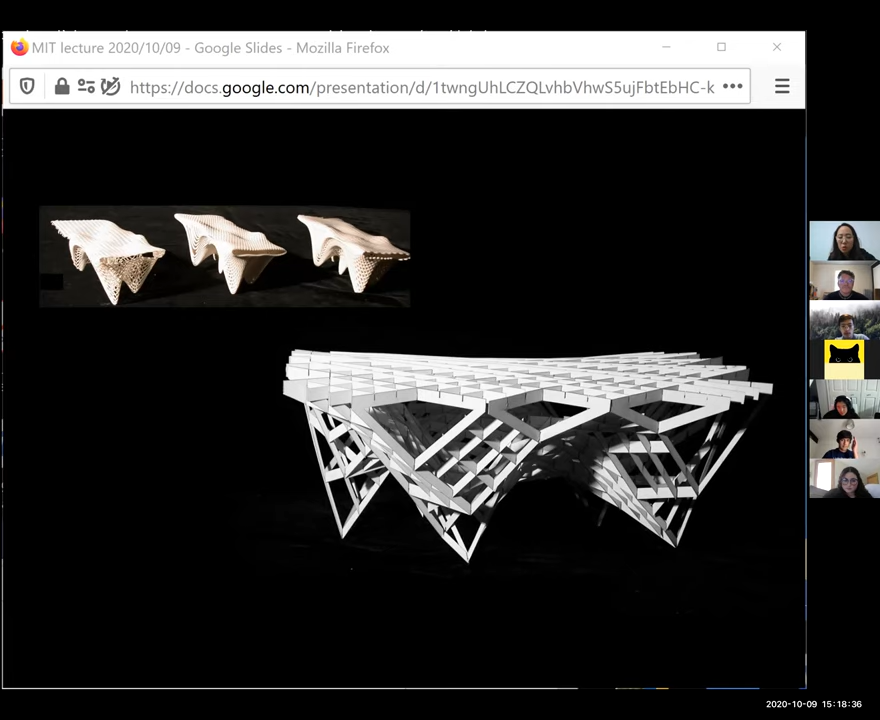 MIT lecture 2020/10/09 - Google Slides - Mozilla Firefox
https://docs.google.com/presentation/d/1twngUhLCZQLvhbVhwS5ujFbtEbHC-k
2020-10-09 15:18:36